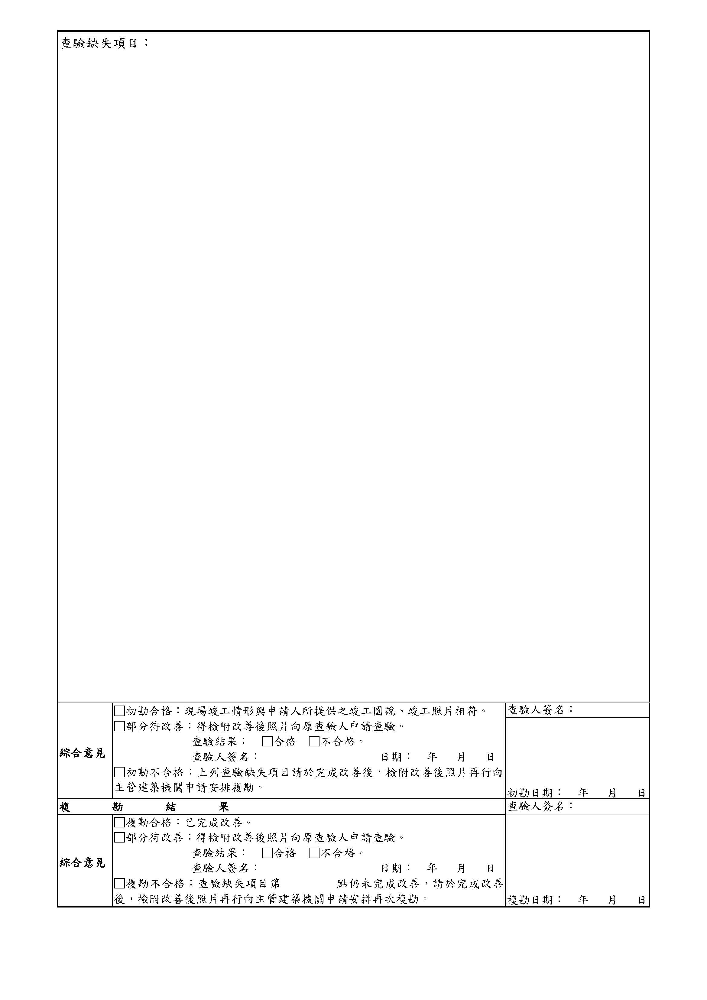 查驗缺失項目：
綜合意見
□初勘合格：現場竣工情形與申請人所提供之竣工圖說、竣工照片相符。
□部分待改善：得檢附改善後照片向原查驗人申請查驗。
查驗結果： □合格 □不合格。
查驗人簽名： 日期： 年 月 日
□初勘不合格：上列查驗缺失項目請於完成改善後，檢附改善後照片再行向
主管建築機關申請安排複勘。
查驗人簽名：
初勘日期： 年 月 日
複 勘 結 果
查驗人簽名：
綜合意見
□複勘合格：已完成改善。
□部分待改善：得檢附改善後照片向原查驗人申請查驗。
查驗結果： □合格 □不合格。
查驗人簽名： 日期： 年 月 日
□複勘不合格：查驗缺失項目第 點仍未完成改善，請於完成改善
後，檢附改善後照片再行向主管建築機關申請安排再次複勘。
複勘日期： 年 月 日